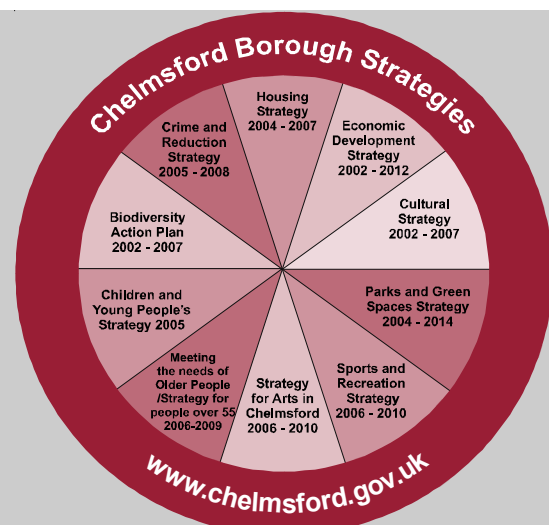 Chelmsford Borough Strategies
Housing
Strategy
2004 - 2007
Economic
Development
Strategy
2002 - 2012
Cultural
Strategy
2002 - 2007
Parks and Green
Spaces Strategy
2004 - 2014
Sports and
Recreation
Strategy
2006 - 2010
Strategy
for Arts in
Chelmsford
2006 - 2010
Meeting
the needs of
Older People
/Strategy for
people over 55
2006-2009
Children and
Young People's
Strategy 2005
Biodiversity
Action Plan
2002 - 2007
Crime and
Reduction
Strategy
2005 - 2008
www.chelmsford.gov.uk